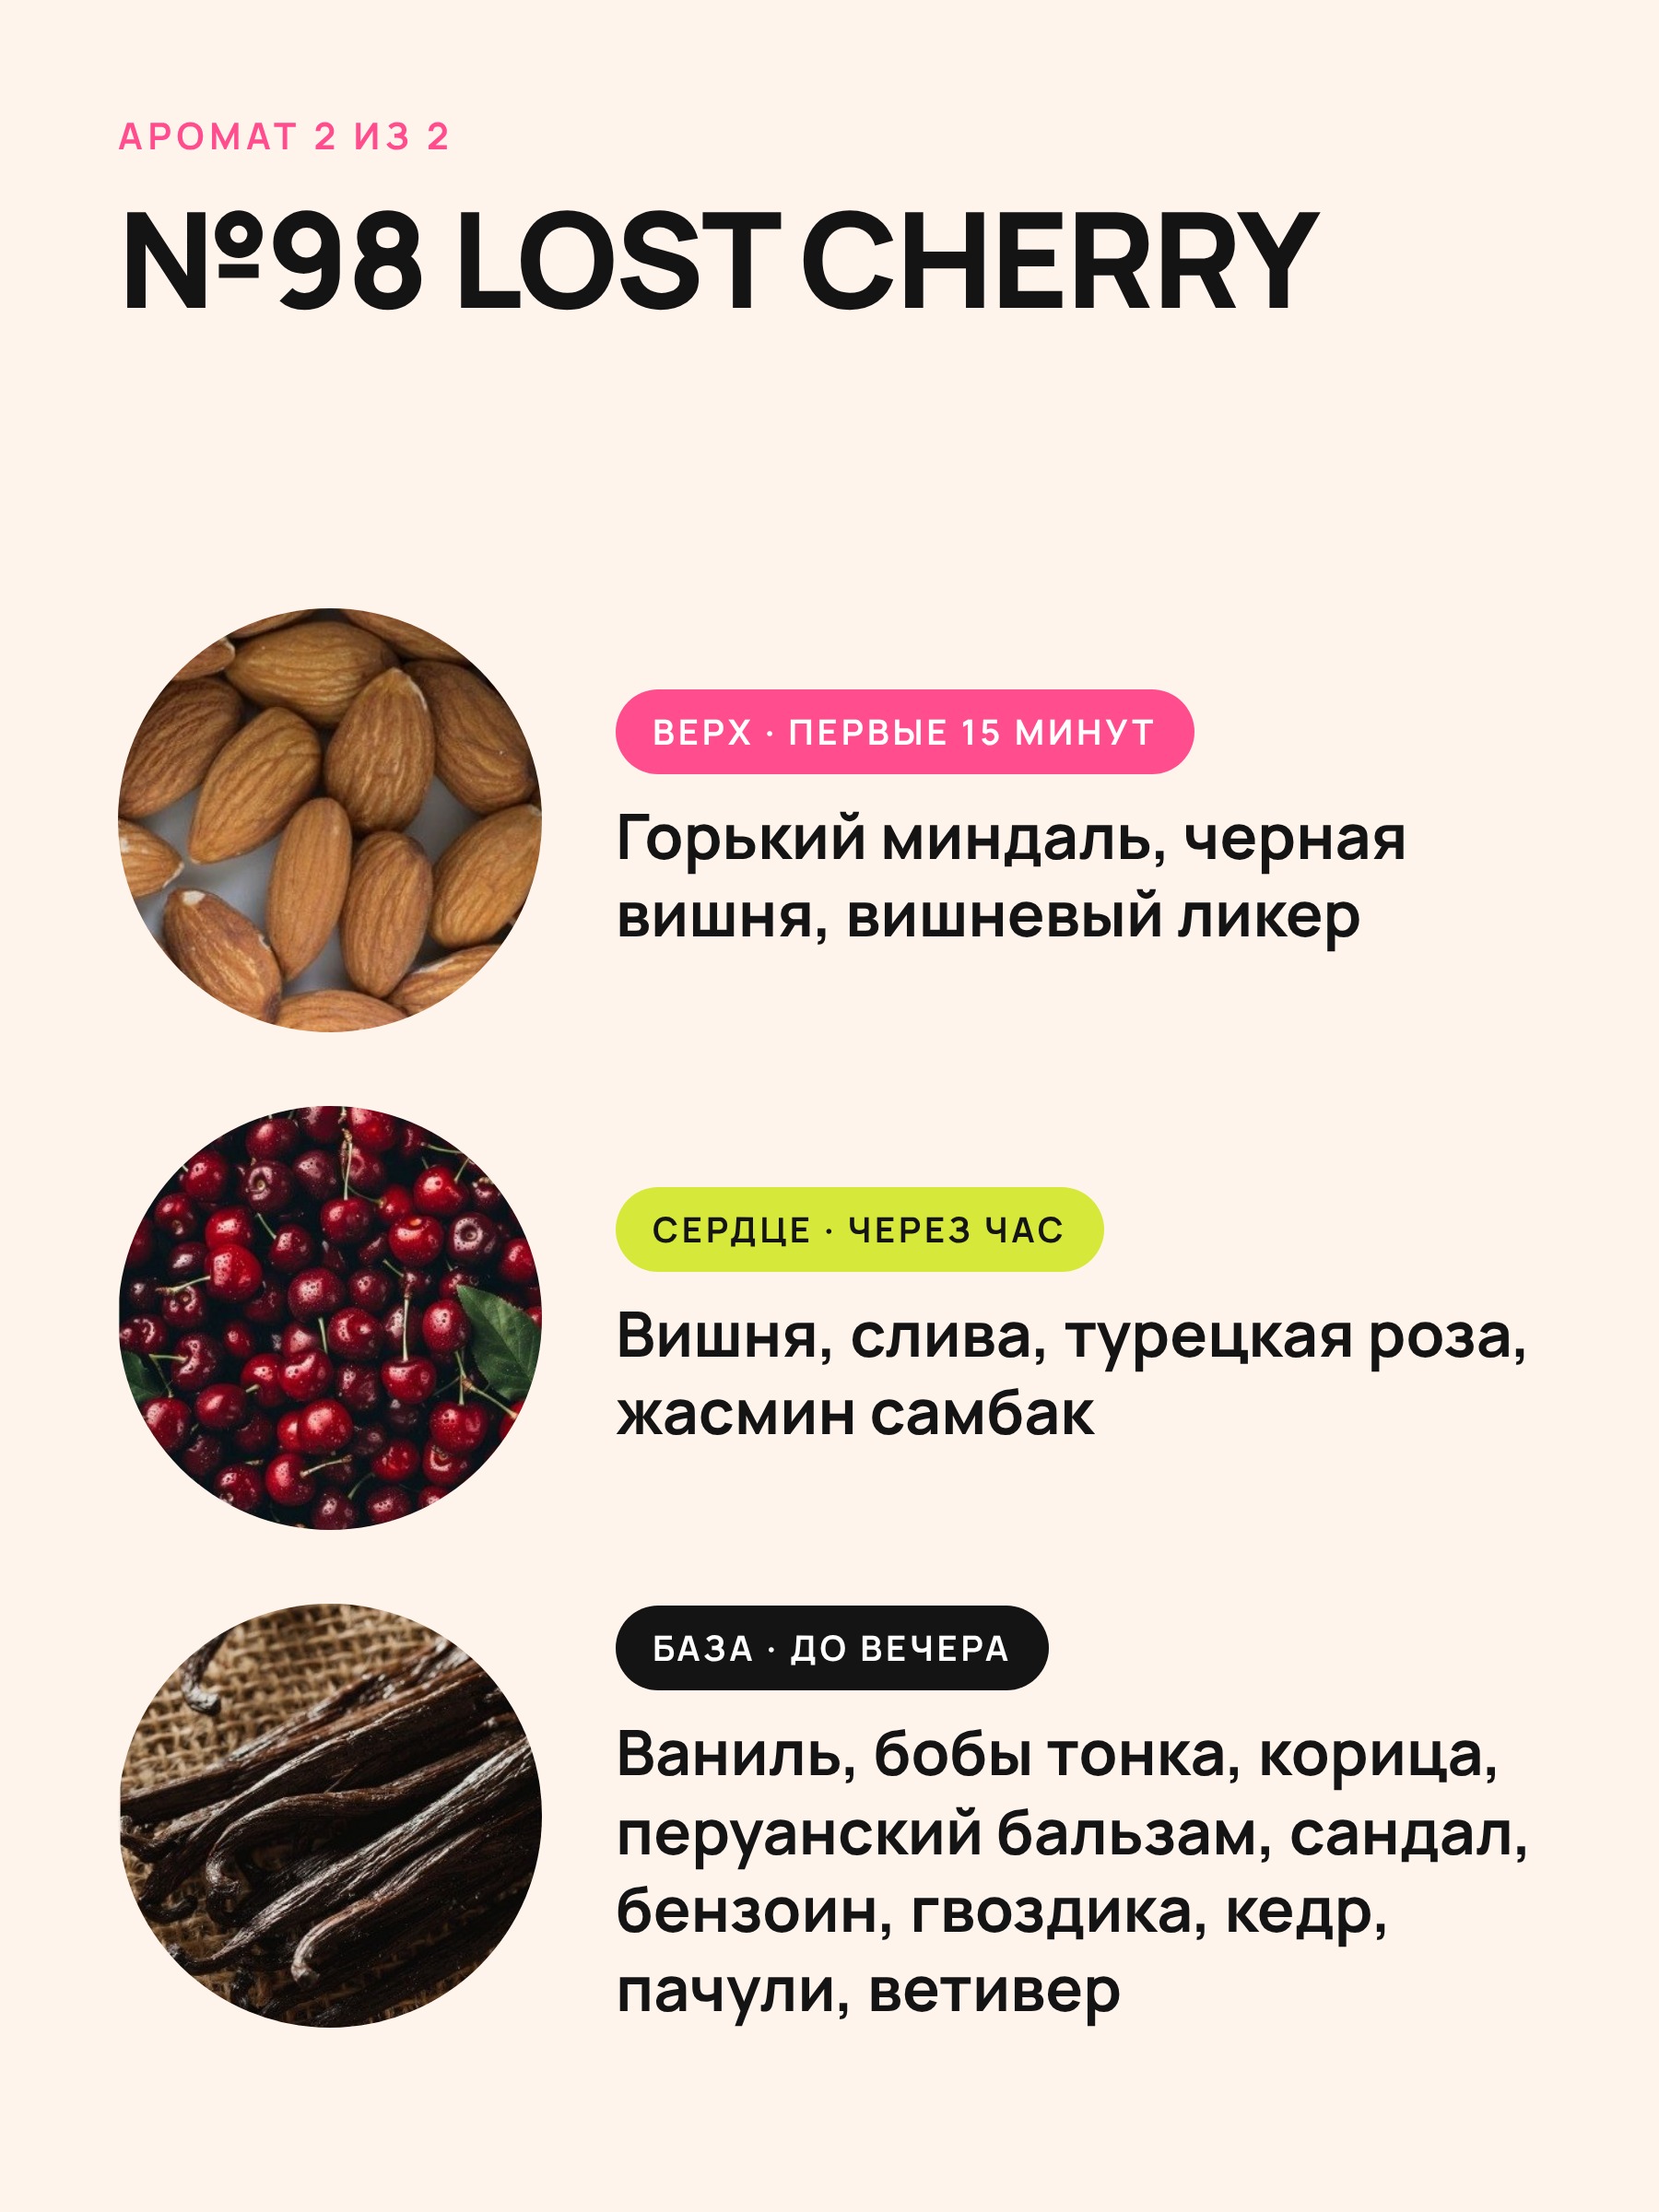 АРОМАТ 2 ИЗ 2
№98 LOST CHERRY
ВЕРХ · ПЕРВЫЕ 15 МИНУТ
Горький миндаль, черная
вишня, вишневый ликер
СЕРДЦЕ · ЧЕРЕЗ ЧАС
Вишня, слива, турецкая роза,
жасмин самбак
БАЗА · ДО ВЕЧЕРА
Ваниль, бобы тонка, корица,
перуанский бальзам, сандал,
бензоин, гвоздика, кедр,
пачули, ветивер